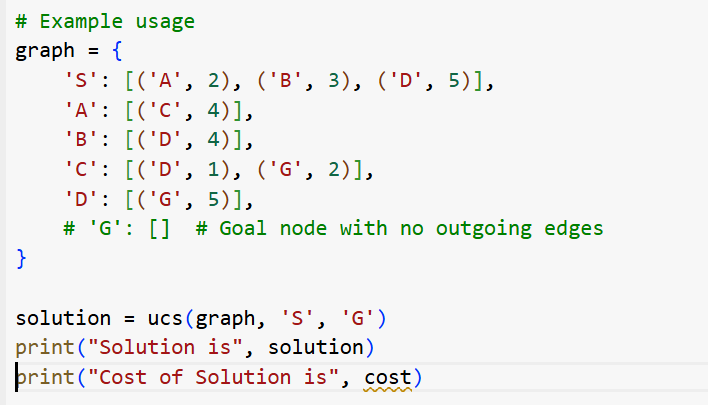 # Example usage
graph = {
    'S': [('A', 2), ('B', 3), ('D', 5)],
    'A': [('C', 4)],
    'B': [('D', 4)],
    'C': [('D', 1), ('G', 2)],
    'D': [('G', 5)],
    # 'G': []  # Goal node with no outgoing edges
}

solution = ucs(graph, 'S', 'G')
print("Solution is", solution)
print("Cost of Solution is", cost)